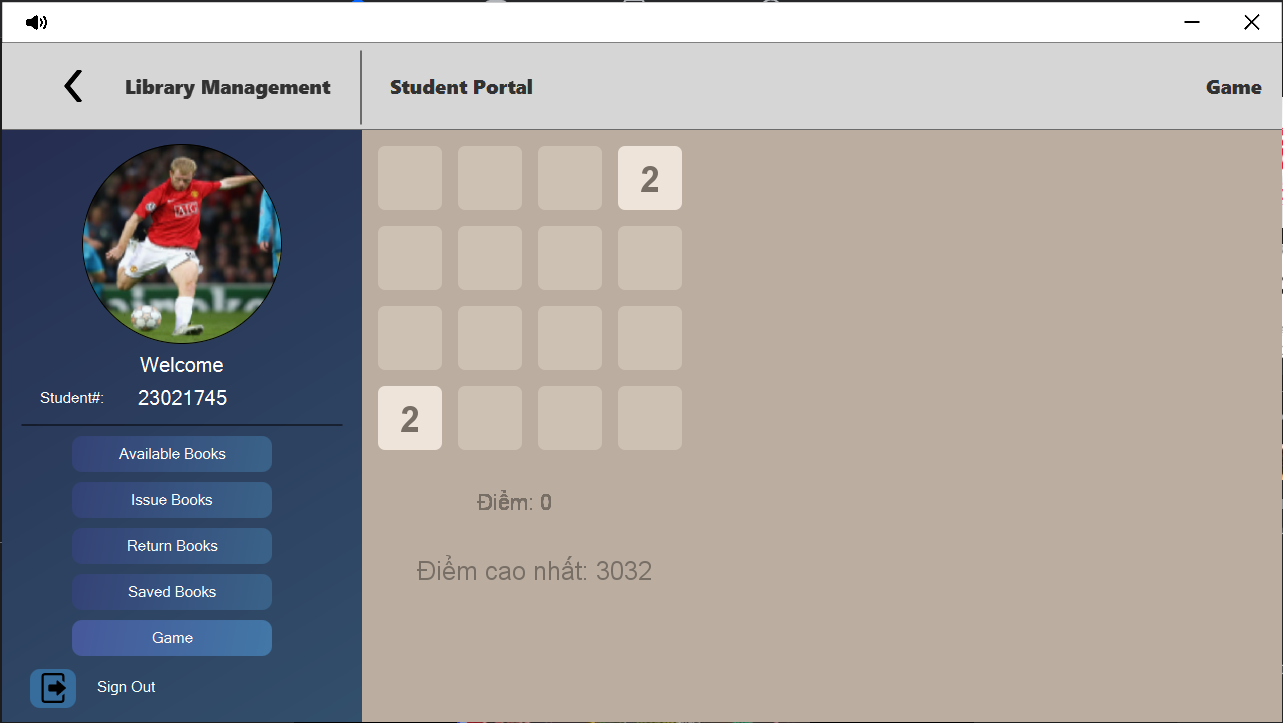 Library Management
Student Portal
Game
AIG
Welcome
Student#: 23021745
Available Books
Issue Books
Return Books
Saved Books
Game
Sign Out
2
2
Điểm: 0
Điểm cao nhất: 3032